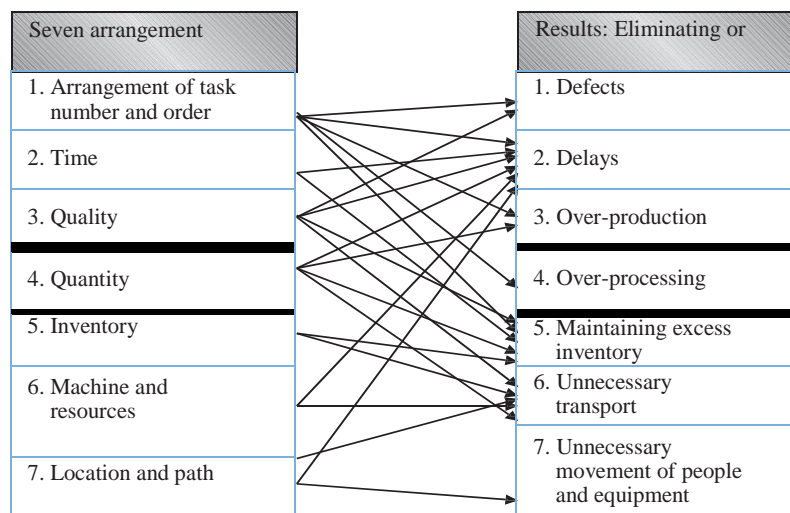 Seven arrangement
1. Arrangement of task
number and order
2. Time
3. Quality
4. Quantity
5. Inventory
6. Machine and
resources
7. Location and path
Results: Eliminating or
1. Defects
2. Delays
3. Over-production
4. Over-processing
5. Maintaining excess
inventory
6. Unnecessary
transport
7. Unnecessary
movement of people
and equipment